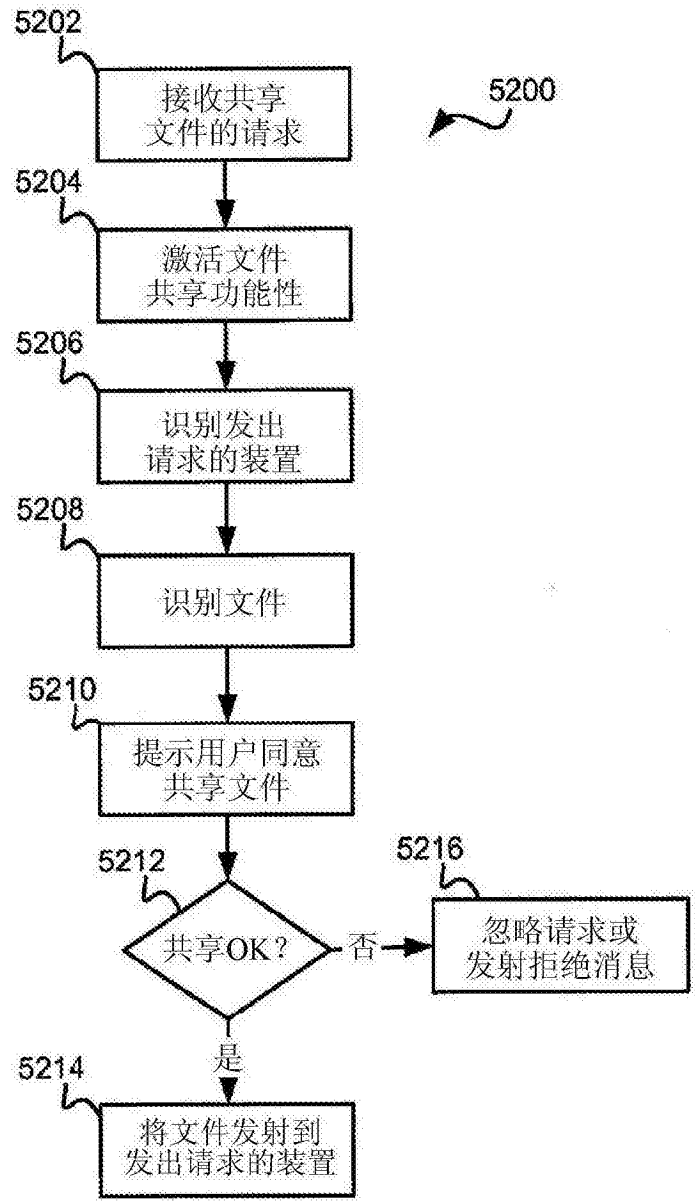 5202
接收共享
文件的请求
5200
5204
激活文件
共享功能性
5206
识别发出
请求的装置
5208
识别文件
5210
提示用户同意
共享文件
5212
共享OK?
否
5216
忽略请求或
发射拒绝消息
是
5214
将文件发射到
发出请求的装置